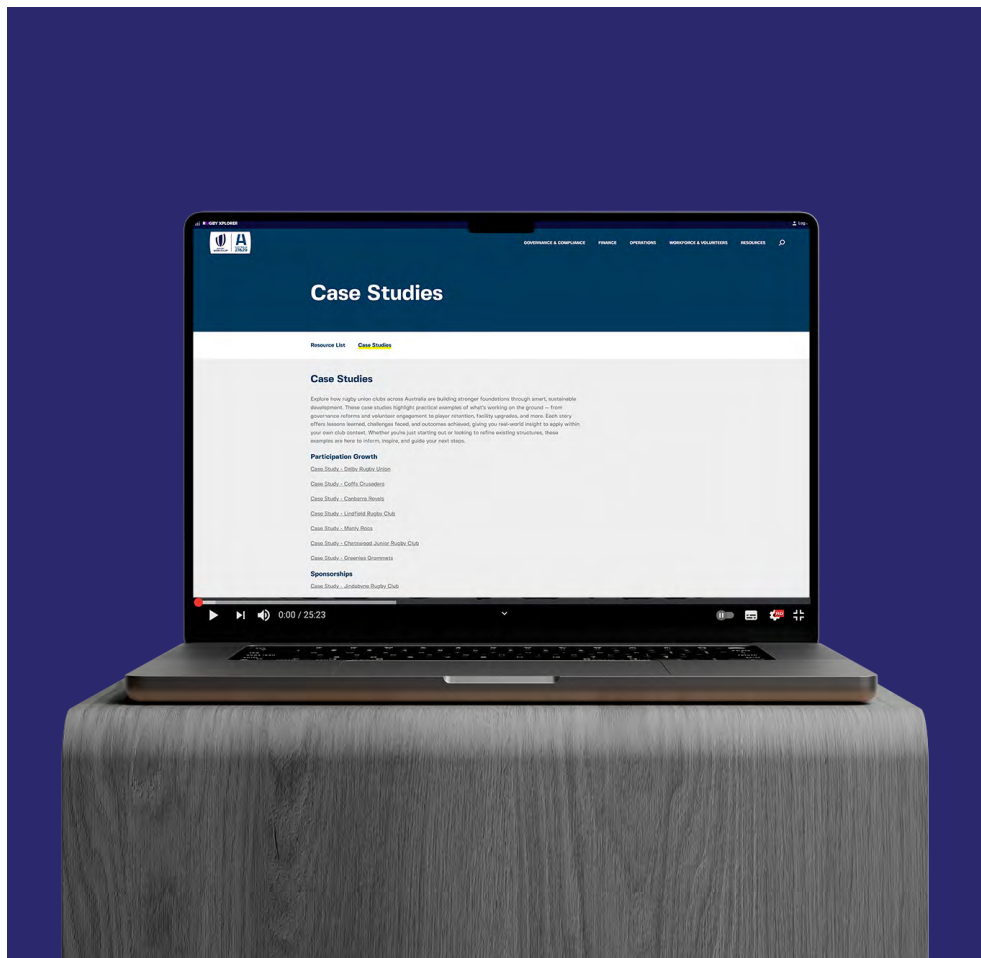 RUGBY XPLORER
Log
GOVERNANCE & COMPLIANCE FINANCE OPERATIONS WORKFORCE & VOLUNTEERS RESOURCES
Case Studies
Resource List Case Studies
Case Studies
Explore how rugby union clubs across Australia are building stronger foundations through smart, sustainable
development. These case studies highlight practical examples of what's working on the ground — from
governance reforms and volunteer engagement to player retention, facility upgrades, and more. Each story
offers lessons learned, challenges faced, and outcomes achieved, giving you real-world insight to apply within
your own club context. Whether you're just starting out or looking to refine existing structures, these
examples are here to inform, inspire, and guide your next steps.
Participation Growth
Case Study - Dalby Rugby Union
Case Study - Coffs Crusaders
Case Study - Canberra Royals
Case Study - Lindfield Rugby Club
Case Study - Manly Roos
Case Study - Chatswood Junior Rugby Club
Case Study - Greenies Grommets
Sponsorships
Case Study - Jindabyne Rugby Club
0:00 / 25:23
HD